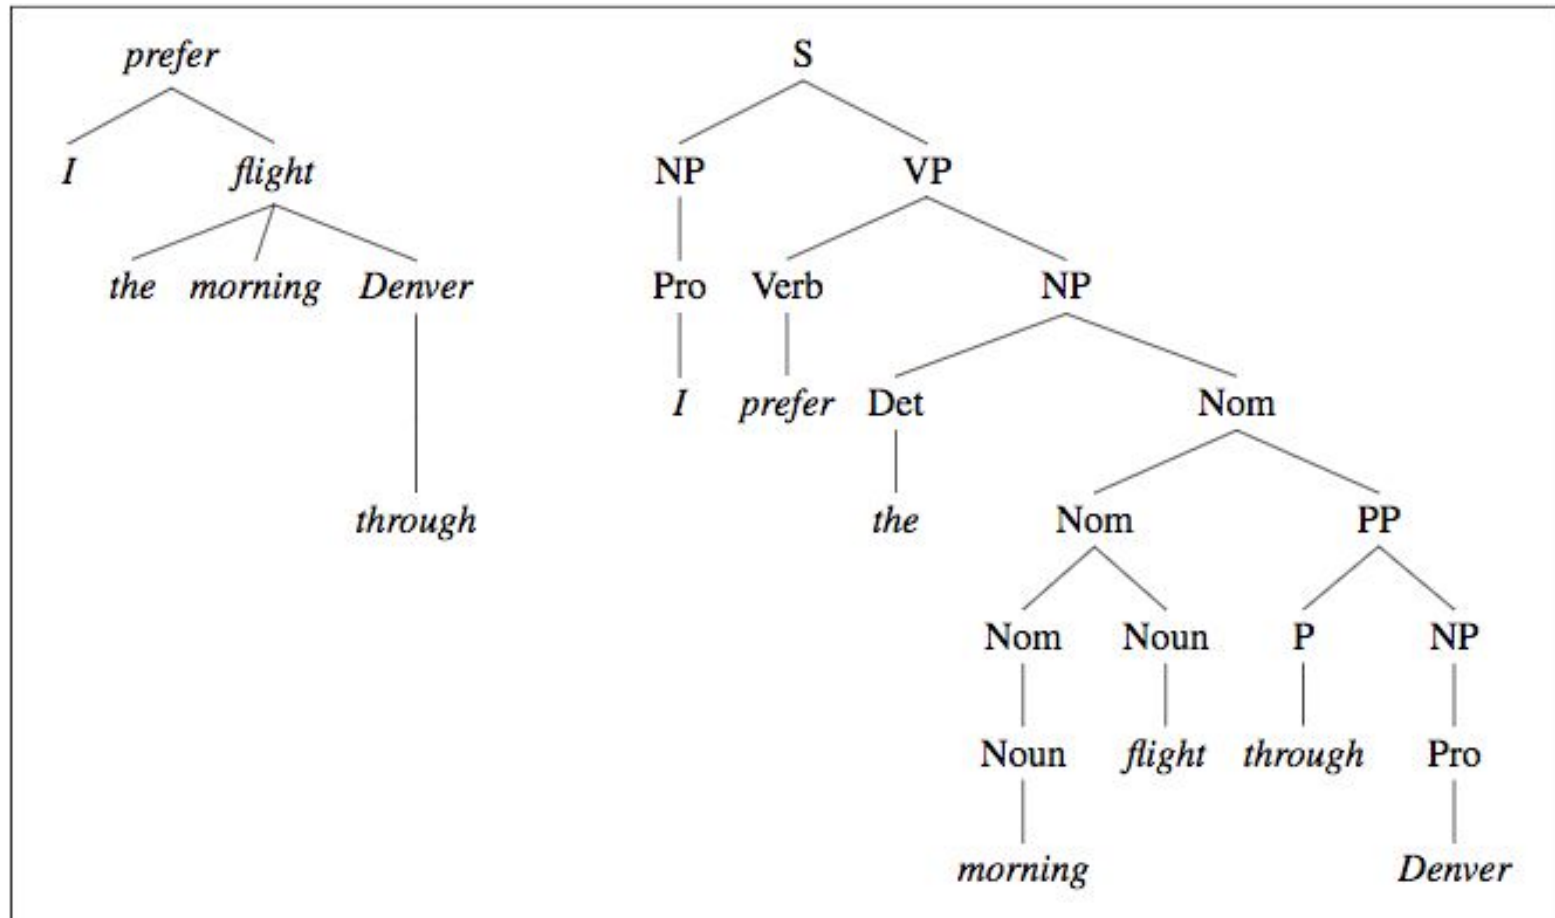 prefer S
I flight NP VP
the morning Denver Pro Verb NP
I prefer Det Nom
through the Nom PP
Nom Noun P NP
Noun flight through Pro
morning Denver